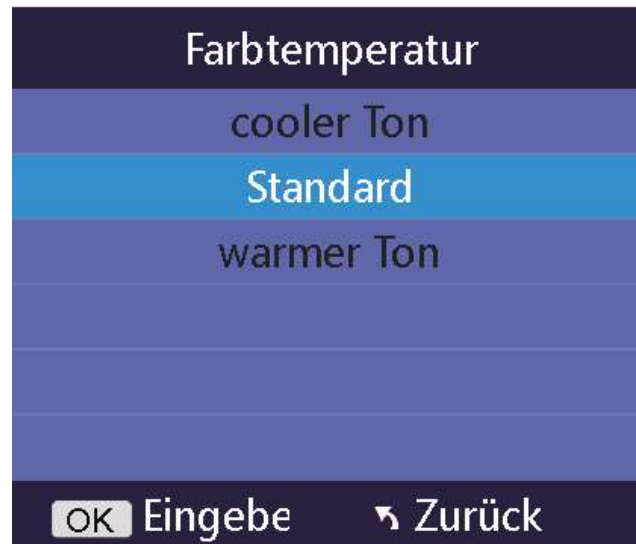 Farbtemperatur
cooler Ton
Standard
warmer Ton
OK Eingebe Zurück